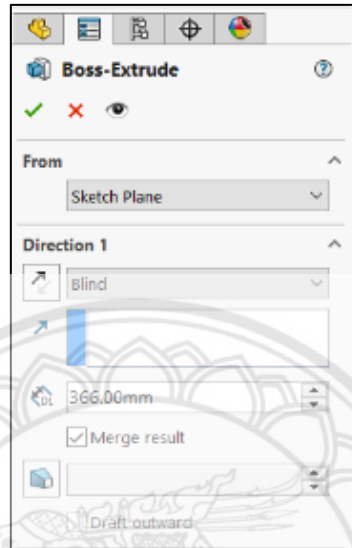 Boss-Extrude
From
Sketch Plane
Direction 1
Blind
366.00mm
Merge result
Draft outward